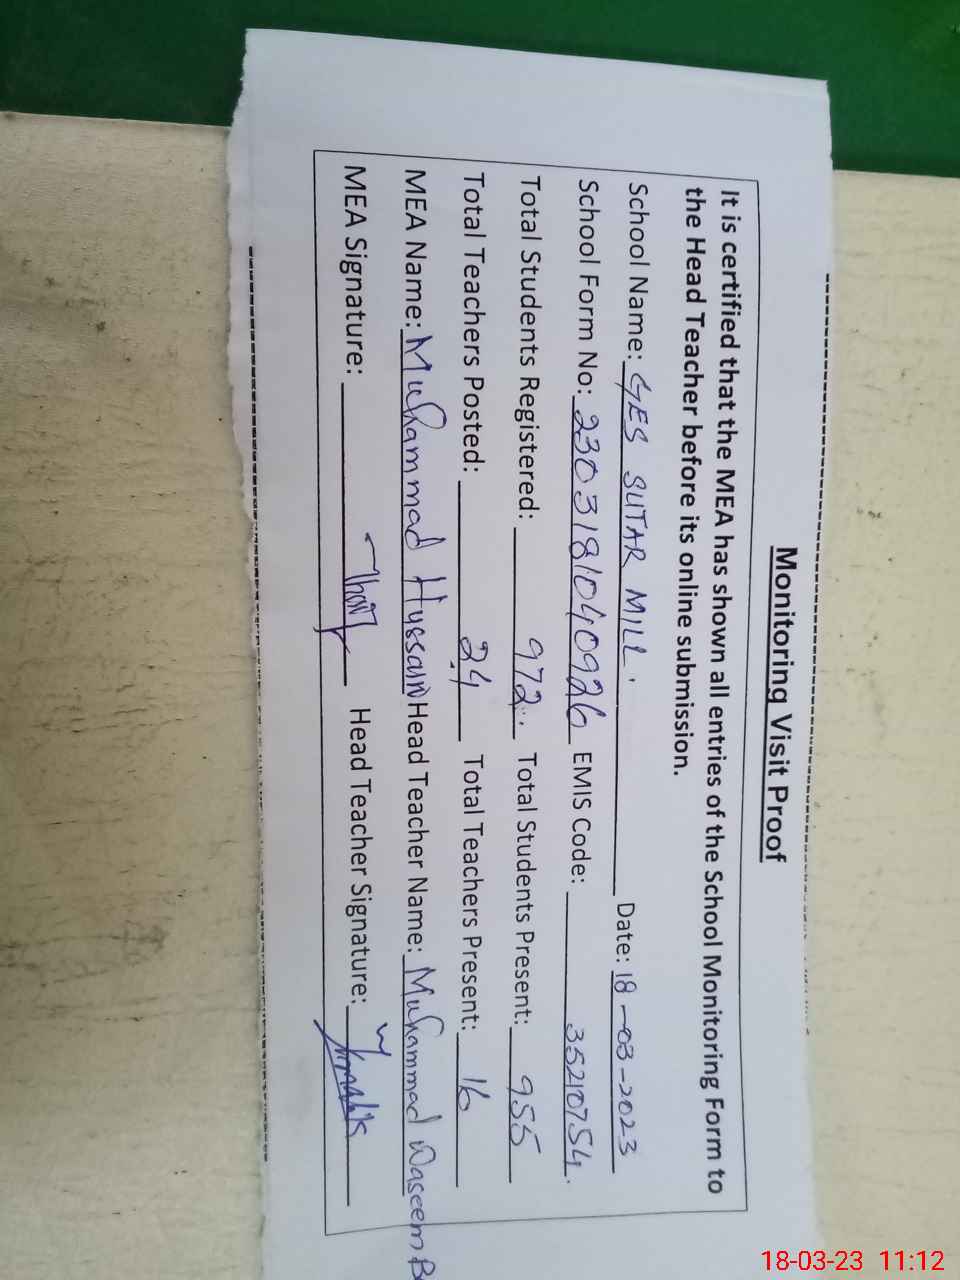 Monitoring Visit Proof
It is certified that the MEA has shown all entries of the School Monitoring Form to
the Head Teacher before its online submission.
School Name: GES SUTAR MILL. Date: 18-03-2023
School Form No: 2303181040926 EMIS Code: 35210754.
Total Students Registered: 972 Total Students Present: 955
Total Teachers Posted: 24 Total Teachers Present: 16
MEA Name: Muhammad Hussain Head Teacher Name: Muhammad Waseem B
MEA Signature: Head Teacher Signature:
18-03-23 11:12